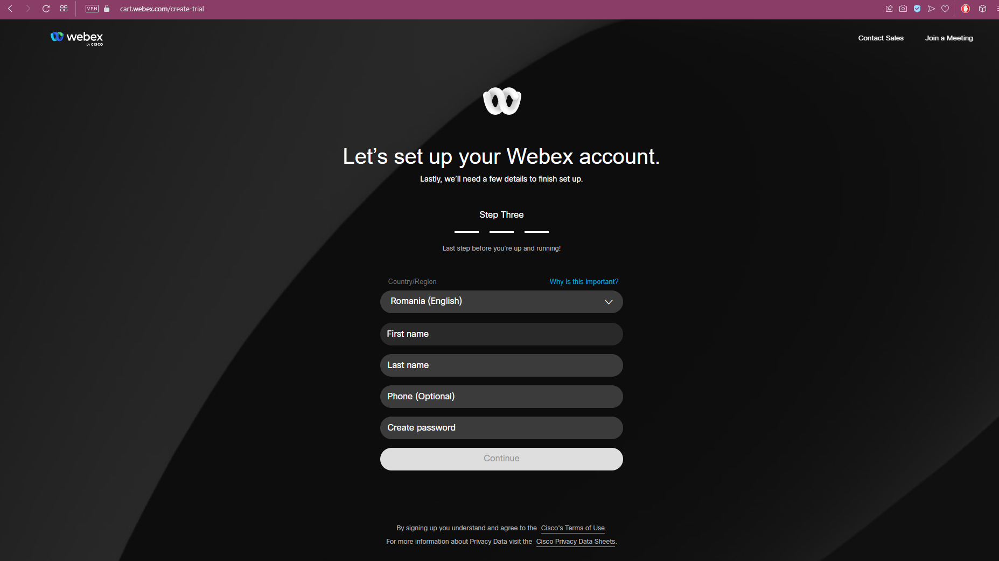 VPN
cart.webex.com/create-trial
webex
by CISCO
Contact Sales
Join a Meeting
Let's set up your Webex account.
Lastly, we'll need a few details to finish set up.
Step Three
Last step before you're up and running!
Country/Region
Why is this important?
Romania (English)
First name
Last name
Phone (Optional)
Create password
Continue
By signing up you understand and agree to the Cisco's Terms of Use.
For more information about Privacy Data visit the Cisco Privacy Data Sheets.